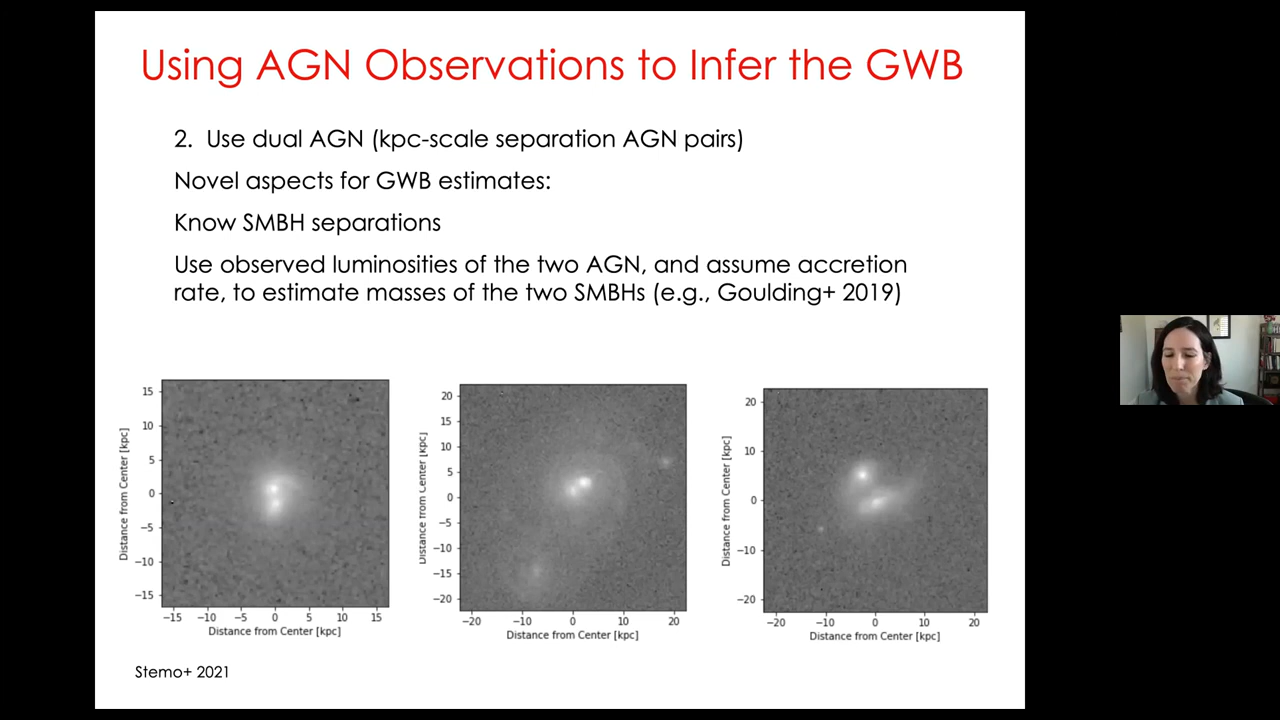 Using AGN Observations to Infer the GWB
2. Use dual AGN (kpc-scale separation AGN pairs)
Novel aspects for GWB estimates:
Know SMBH separations
Use observed luminosities of the two AGN, and assume accretion
rate, to estimate masses of the two SMBHs (e.g., Goulding+ 2019)
Distance from Center [kpc]
15
10
5
0
−5
−10
−15
−15 −10 −5 0 5 10 15
Distance from Center [kpc]
Distance from Center [kpc]
20
15
10
5
0
−5
−10
−15
−20
−20 −10 0 10 20
Distance from Center [kpc]
Distance from Center [kpc]
20
10
0
−10
−20
−20 −10 0 10 20
Distance from Center [kpc]
Stemo+ 2021